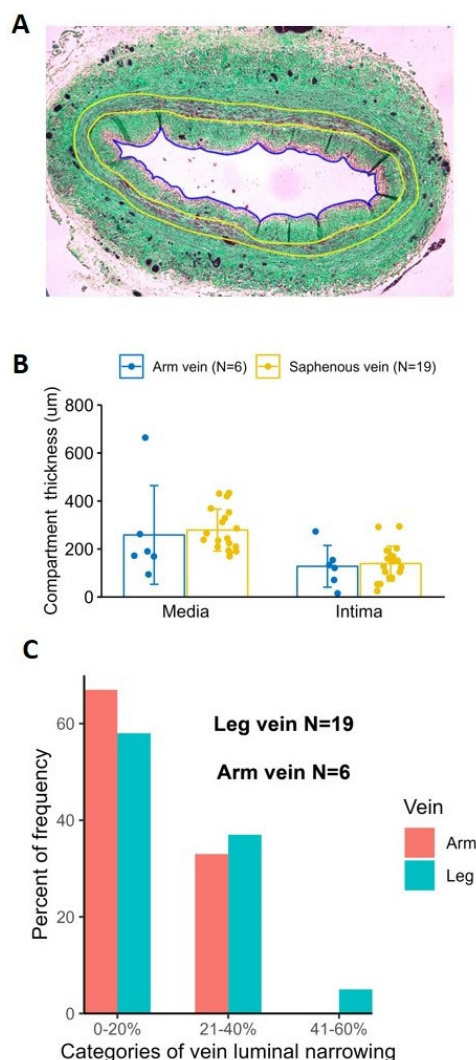 A
B
Arm vein (N=6) Saphenous vein (N=19)
Compartment thickness (um)
800
600
400
200
0
Media Intima
C
Percent of frequency
60
40
20
0
Leg vein N=19
Arm vein N=6
Vein
Arm
Leg
0-20% 21-40% 41-60%
Categories of vein luminal narrowing